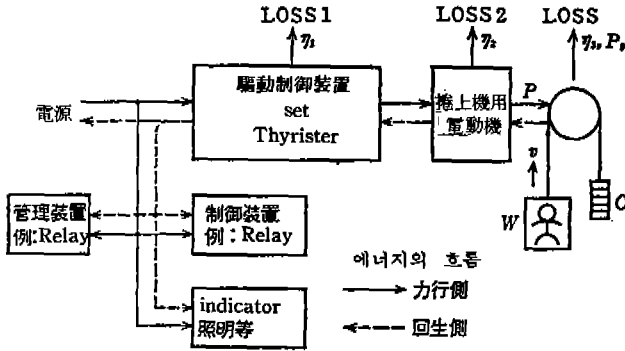 LOSS1
LOSS2
LOSS
η₁
η₂
η₃, P,
電源
驅動制御装置
set
Thyrister
捲上機用
電動機
P
v
W
C
管理装置
例:Relay
制御装置
例：Relay
indicator
照明等
에너지의 흐름
力行側
回生側